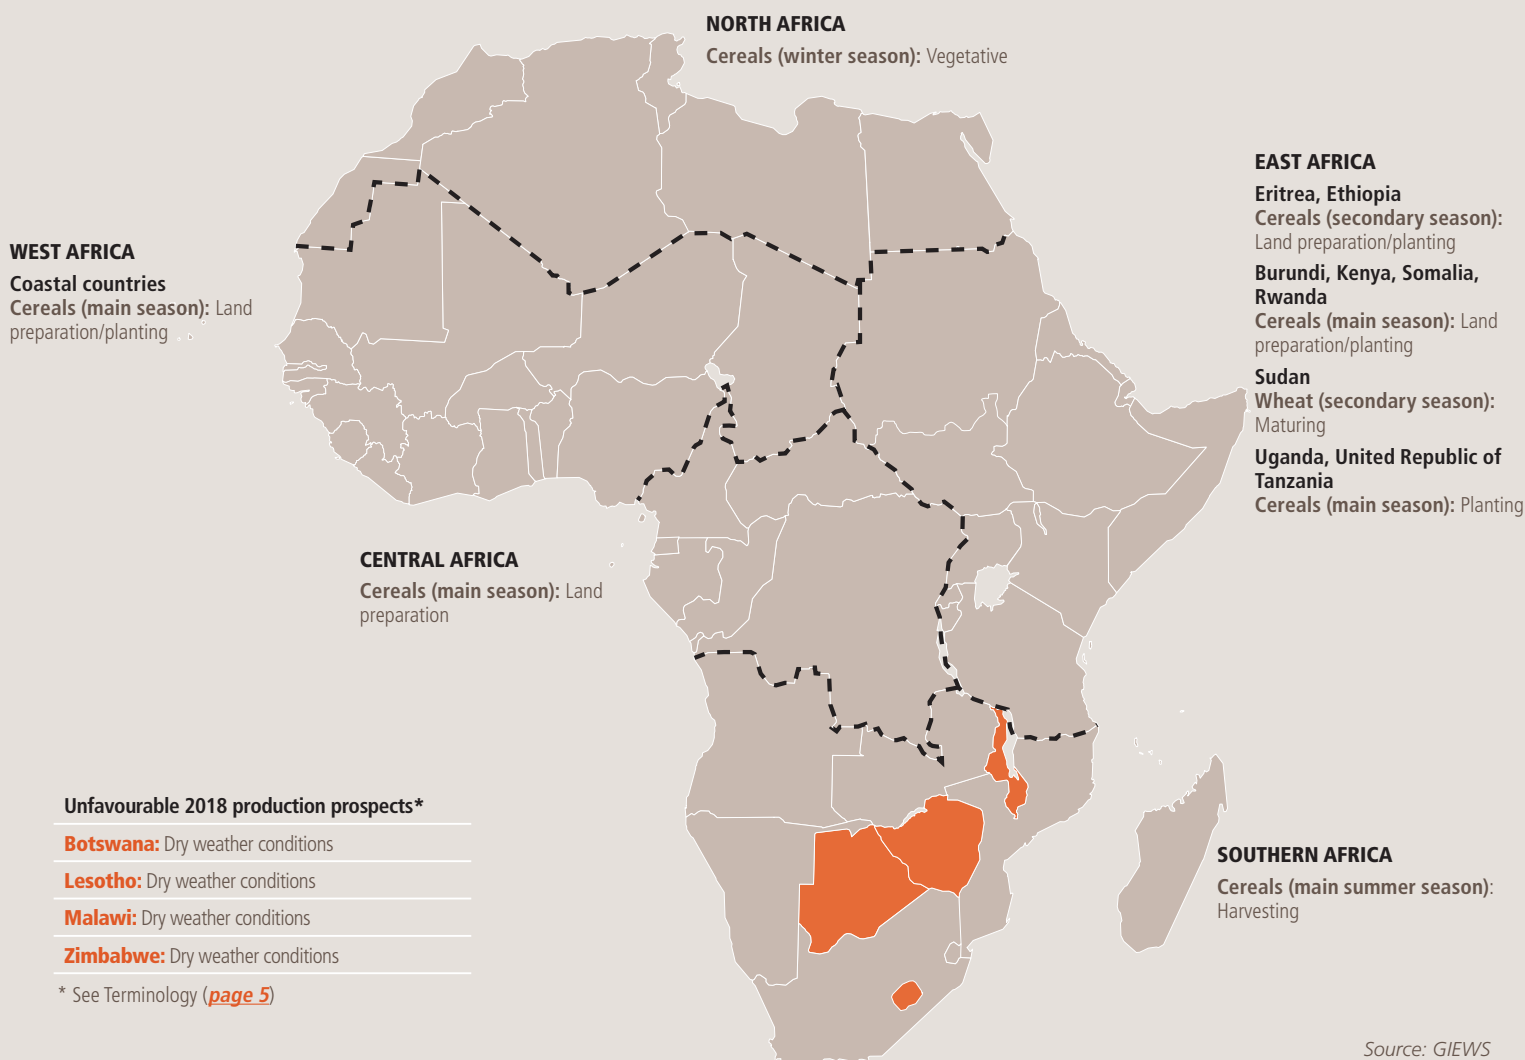 NORTH AFRICA
Cereals (winter season): Vegetative
WEST AFRICA
Coastal countries
Cereals (main season): Land
preparation/planting
EAST AFRICA
Eritrea, Ethiopia
Cereals (secondary season):
Land preparation/planting
Burundi, Kenya, Somalia,
Rwanda
Cereals (main season): Land
preparation/planting
Sudan
Wheat (secondary season):
Maturing
Uganda, United Republic of
Tanzania
Cereals (main season): Planting
CENTRAL AFRICA
Cereals (main season): Land
preparation
SOUTHERN AFRICA
Cereals (main summer season):
Harvesting
Unfavourable 2018 production prospects*
Botswana: Dry weather conditions
Lesotho: Dry weather conditions
Malawi: Dry weather conditions
Zimbabwe: Dry weather conditions
* See Terminology (page 5)
Source: GIEWS